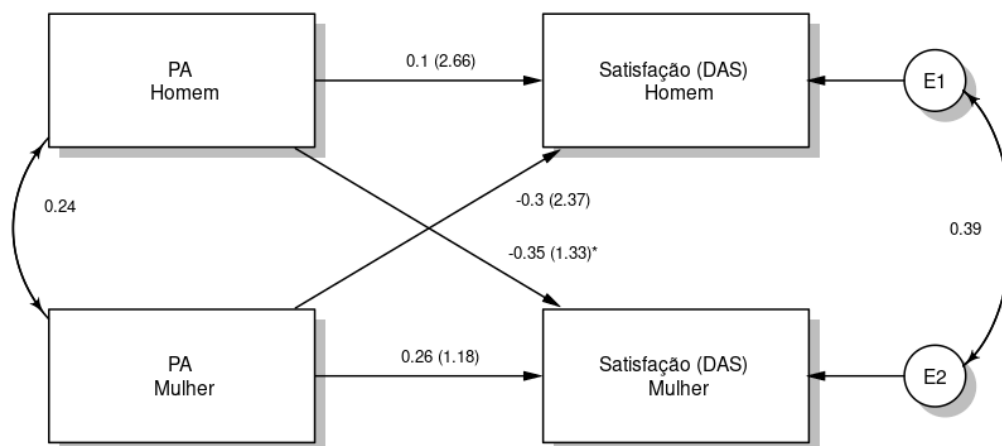 PA
Homem
0.1 (2.66)
Satisfação (DAS)
Homem
E1
0.24
-0.3 (2.37)
-0.35 (1.33)*
0.39
PA
Mulher
0.26 (1.18)
Satisfação (DAS)
Mulher
E2